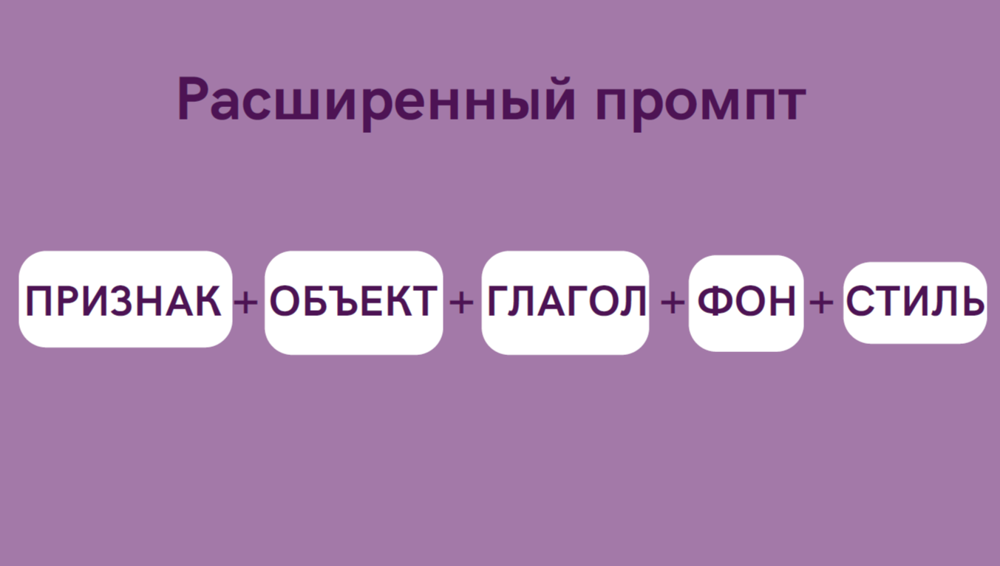 Расширенный промпт
ПРИЗНАК + ОБЪЕКТ + ГЛАГОЛ + ФОН + СТИЛЬ